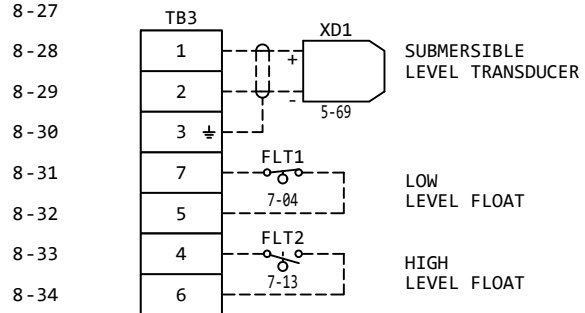 8-27 TB3
XD1
8-28 1 + SUBMERSIBLE
LEVEL TRANSDUCER
8-29 2 -
5-69
8-30 3
8-31 7 FLT1
LOW
7-04 LEVEL FLOAT
8-32 5
FLT2
8-33 4
HIGH
7-13 LEVEL FLOAT
8-34 6